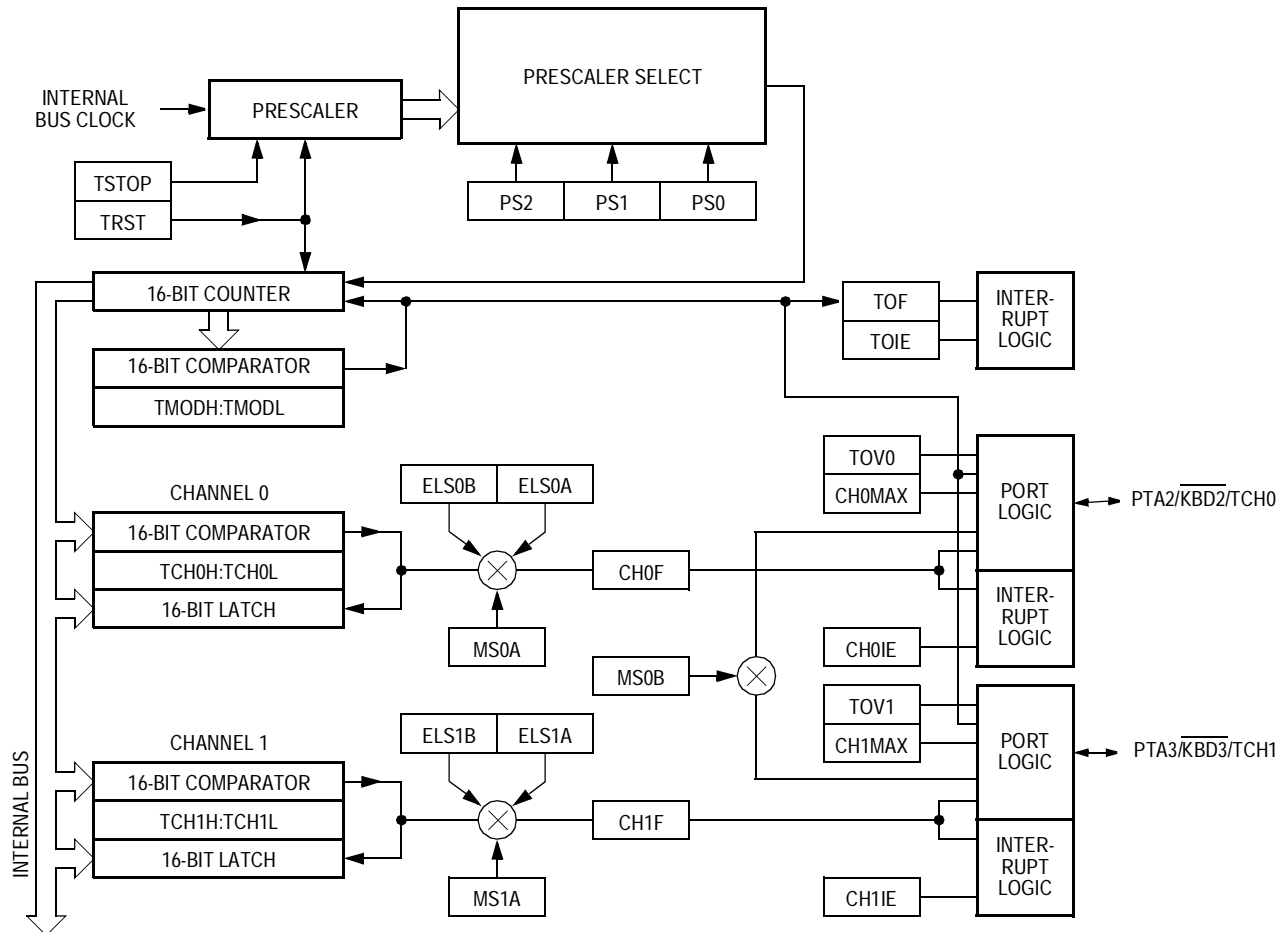 PRESCALER SELECT
INTERNAL
BUS CLOCK
PRESCALER
TSTOP
TRST
PS2 PS1 PS0
16-BIT COUNTER
TOF
TOIE
INTER-
RUPT
LOGIC
16-BIT COMPARATOR
TMODH:TMODL
TOV0
CH0MAX
PORT
LOGIC
PTA2/KBD2/TCH0
CHANNEL 0
ELS0B ELS0A
16-BIT COMPARATOR
TCH0H:TCH0L
16-BIT LATCH
CH0F
MS0A
INTER-
RUPT
LOGIC
CH0IE
MS0B
TOV1
CH1MAX
PORT
LOGIC
PTA3/KBD3/TCH1
CHANNEL 1
ELS1B ELS1A
16-BIT COMPARATOR
TCH1H:TCH1L
16-BIT LATCH
CH1F
MS1A
INTER-
RUPT
LOGIC
CH1IE
INTERNAL BUS